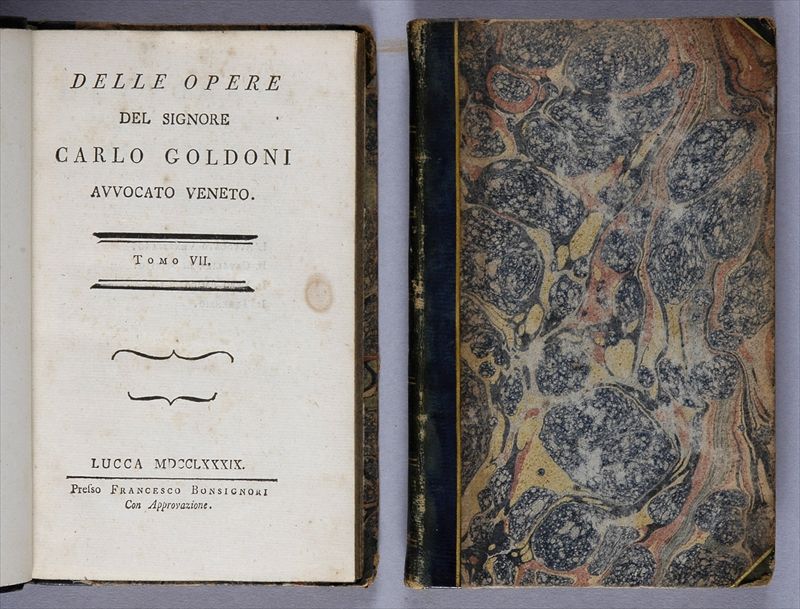 DELLE OPERE
DEL SIGNORE
CARLO GOLDONI
AVVOCATO VENETO.
TOMO VII.
LUCCA MDCCLXXXIX.
Preſſo FRANCESCO BONSIGNORI
Con Approvazione.